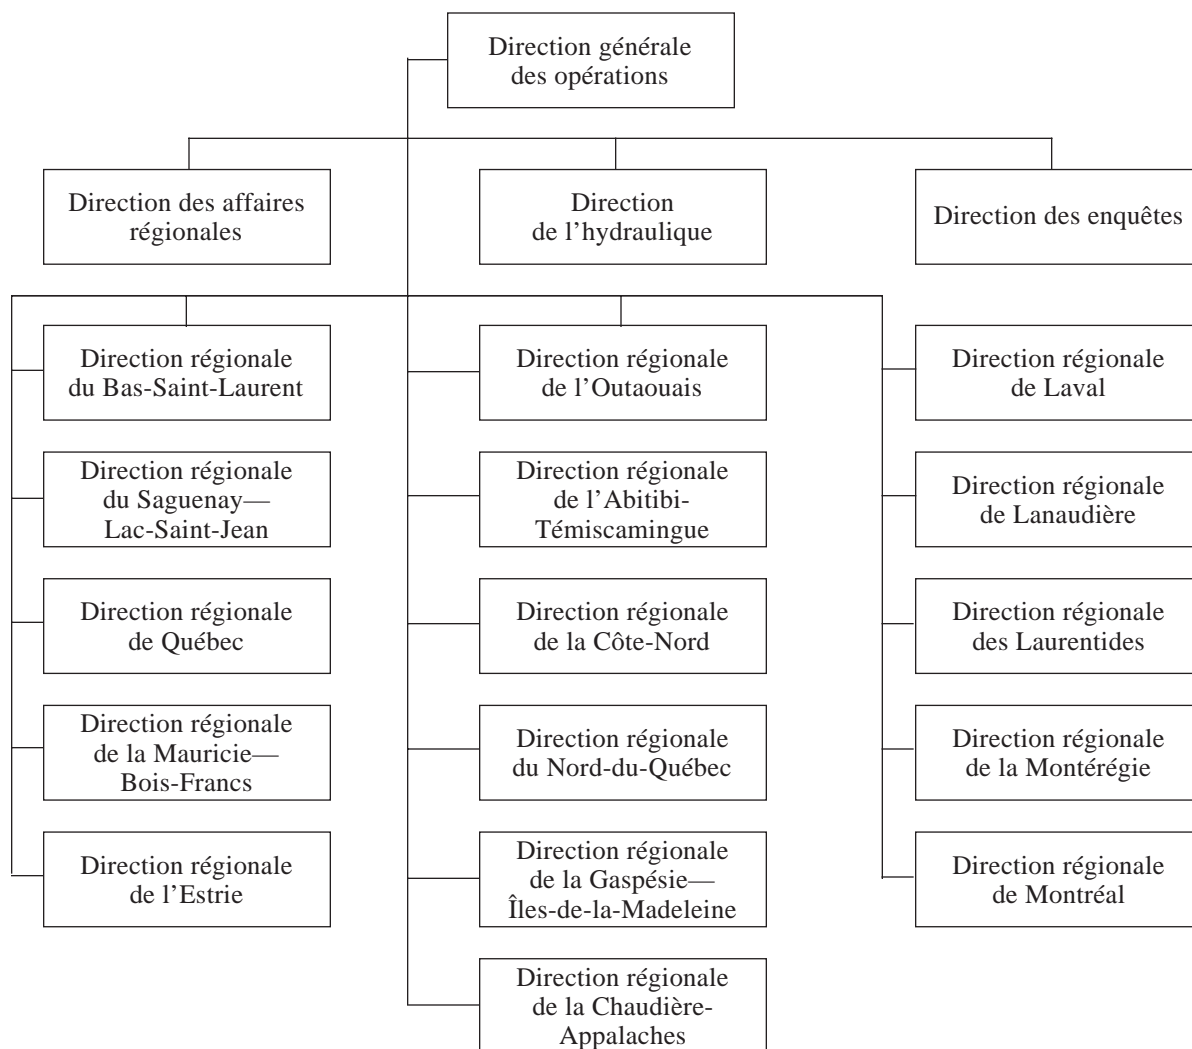 Direction générale
des opérations
Direction des affaires
régionales
Direction
de l’hydraulique
Direction des enquêtes
Direction régionale
du Bas-Saint-Laurent
Direction régionale
de l’Outaouais
Direction régionale
de Laval
Direction régionale
du Saguenay—
Lac-Saint-Jean
Direction régionale
de l’Abitibi-
Témiscamingue
Direction régionale
de Lanaudière
Direction régionale
de Québec
Direction régionale
de la Côte-Nord
Direction régionale
des Laurentides
Direction régionale
de la Mauricie—
Bois-Francs
Direction régionale
du Nord-du-Québec
Direction régionale
de la Montérégie
Direction régionale
de l’Estrie
Direction régionale
de la Gaspésie—
Îles-de-la-Madeleine
Direction régionale
de Montréal
Direction régionale
de la Chaudière-
Appalaches